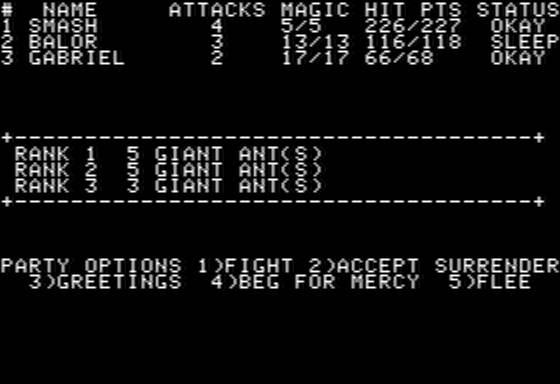 # NAME ATTACKS MAGIC HIT PTS STATUS
1 SMASH 4 5/5 226/227 OKAY
2 BALOR 3 13/13 116/118 SLEEP
3 GABRIEL 2 17/17 66/68 OKAY
+--------------------------------------+
RANK 1 5 GIANT ANT(S)
RANK 2 5 GIANT ANT(S)
RANK 3 3 GIANT ANT(S)
+--------------------------------------+
PARTY OPTIONS 1)FIGHT 2)ACCEPT SURRENDER
3)GREETINGS 4)BEG FOR MERCY 5)FLEE